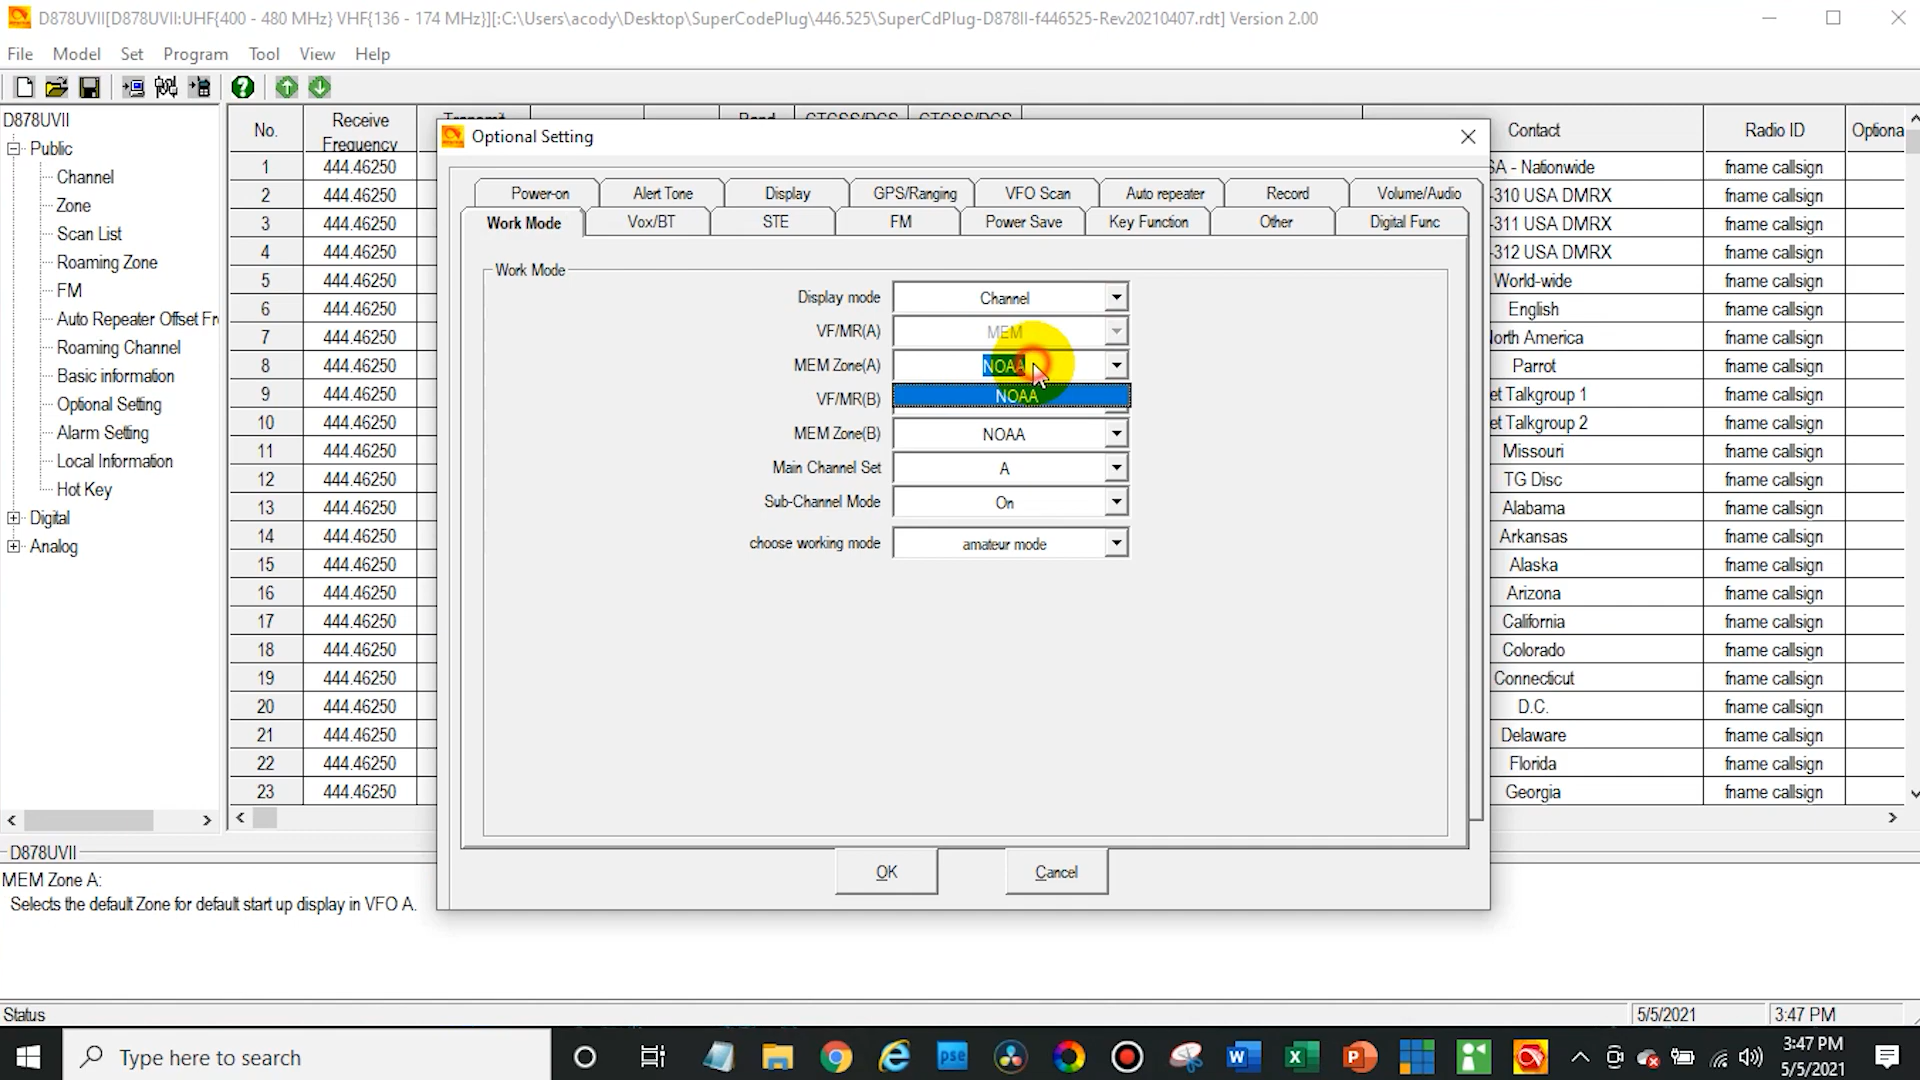 D878UVII[D878UVII:UHF{400 - 480 MHz} VHF{136 - 174 MHz}][:C:\Users\acody\Desktop\SuperCodePlug\446.525\SuperCdPlug-D878II-f446525-Rev20210407.rdt] Version 2.00
File Model Set Program Tool View Help
D878UVII
Public
Channel
Zone
Scan List
Roaming Zone
FM
Auto Repeater Offset Fr
Roaming Channel
Basic information
Optional Setting
Alarm Setting
Local Information
Hot Key
Digital
Analog
No. Receive Frequency Contact Radio ID Optiona
1 444.46250 SA - Nationwide fname callsign
2 444.46250 -310 USA DMRX fname callsign
3 444.46250 -311 USA DMRX fname callsign
4 444.46250 -312 USA DMRX fname callsign
5 444.46250 World-wide fname callsign
6 444.46250 English fname callsign
7 444.46250 orth America fname callsign
8 444.46250 Parrot fname callsign
9 444.46250 et Talkgroup 1 fname callsign
10 444.46250 et Talkgroup 2 fname callsign
11 444.46250 Missouri fname callsign
12 444.46250 TG Disc fname callsign
13 444.46250 Alabama fname callsign
14 444.46250 Arkansas fname callsign
15 444.46250 Alaska fname callsign
16 444.46250 Arizona fname callsign
17 444.46250 California fname callsign
18 444.46250 Colorado fname callsign
19 444.46250 Connecticut fname callsign
20 444.46250 D.C. fname callsign
21 444.46250 Delaware fname callsign
22 444.46250 Florida fname callsign
23 444.46250 Georgia fname callsign
Optional Setting
Power-on Alert Tone Display GPS/Ranging VFO Scan Auto repeater Record Volume/Audio
Work Mode Vox/BT STE FM Power Save Key Function Other Digital Func
Work Mode
Display mode Channel
VF/MR(A) MEM
MEM Zone(A) NOAA
VF/MR(B) NOAA
MEM Zone(B) NOAA
Main Channel Set A
Sub-Channel Mode On
choose working mode amateur mode
OK Cancel
D878UVII
MEM Zone A:
Selects the default Zone for default start up display in VFO A.
Status 5/5/2021 3:47 PM
Type here to search
3:47 PM
5/5/2021